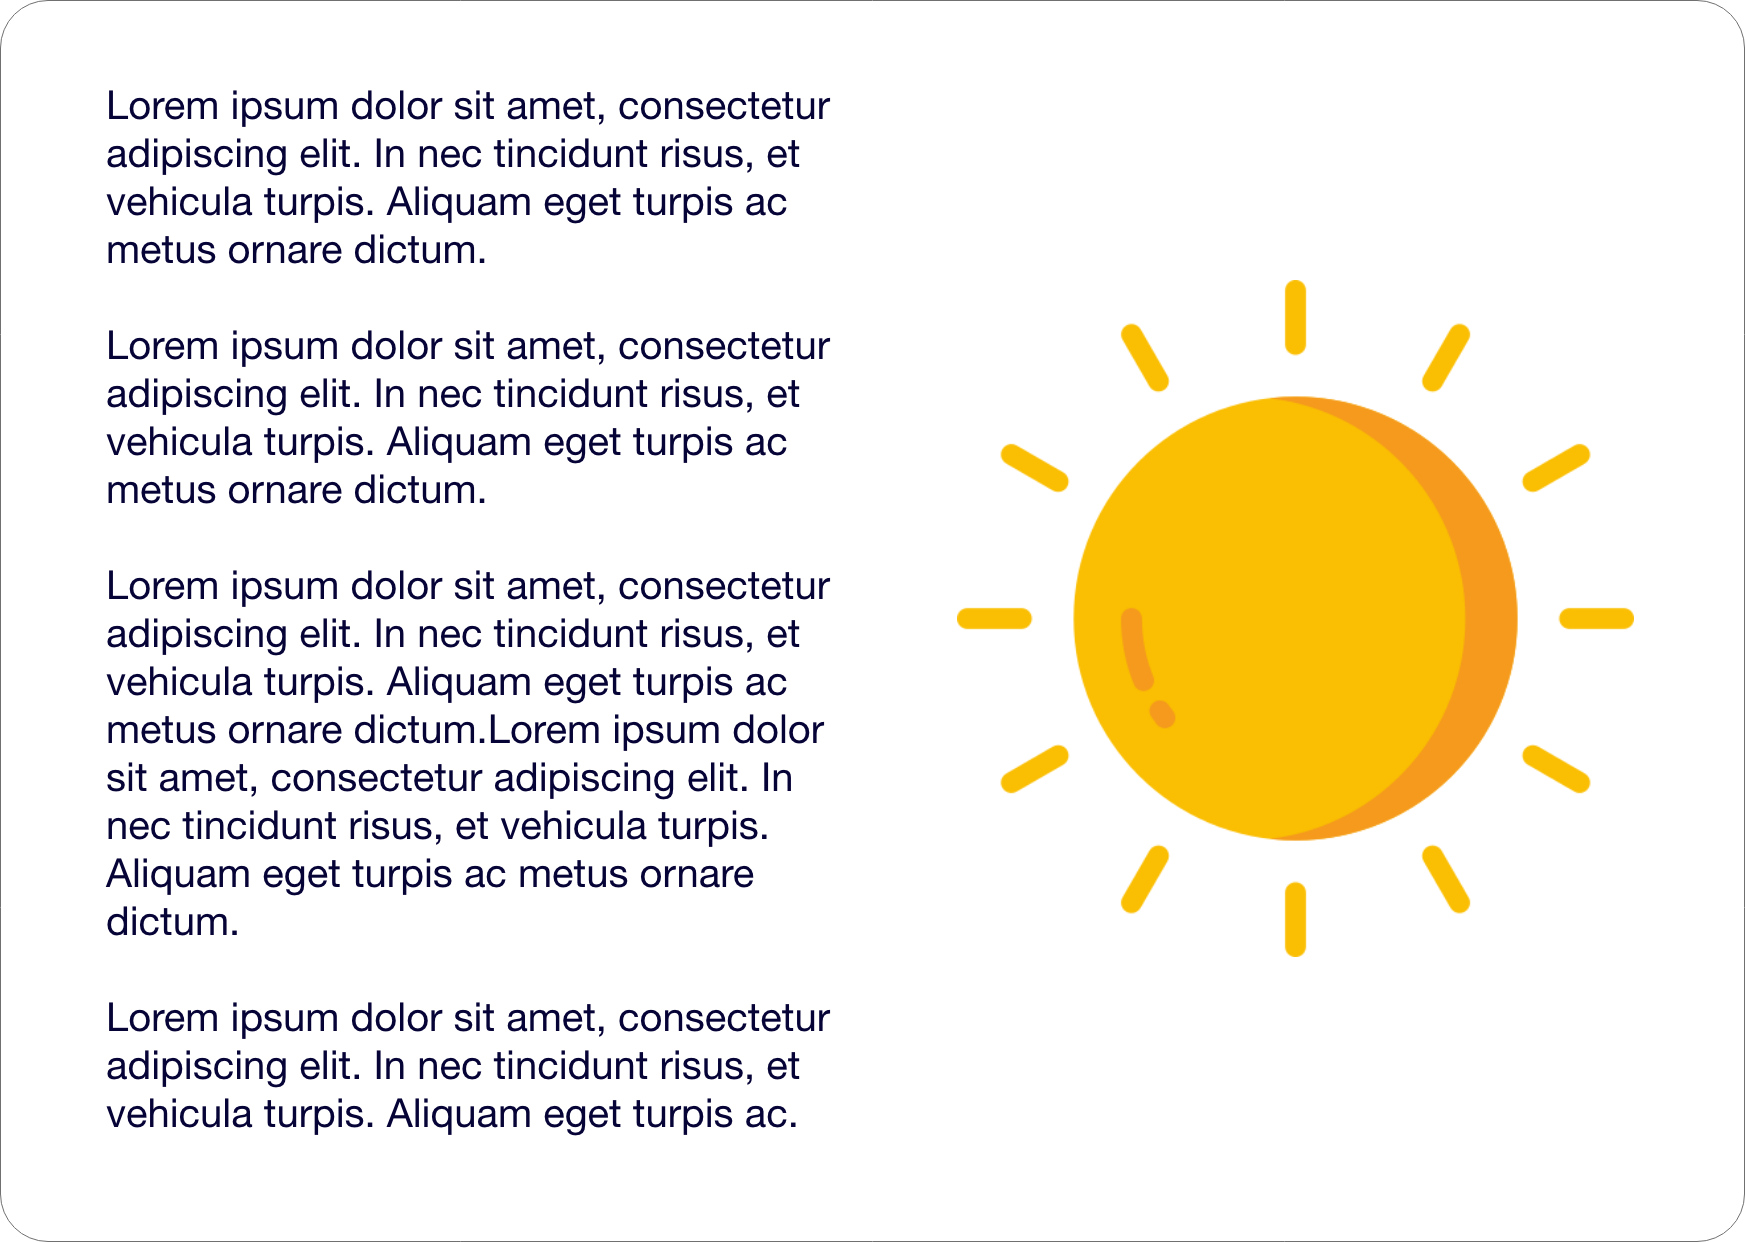 Lorem ipsum dolor sit amet, consectetur
adipiscing elit. In nec tincidunt risus, et
vehicula turpis. Aliquam eget turpis ac
metus ornare dictum.
Lorem ipsum dolor sit amet, consectetur
adipiscing elit. In nec tincidunt risus, et
vehicula turpis. Aliquam eget turpis ac
metus ornare dictum.
Lorem ipsum dolor sit amet, consectetur
adipiscing elit. In nec tincidunt risus, et
vehicula turpis. Aliquam eget turpis ac
metus ornare dictum.Lorem ipsum dolor
sit amet, consectetur adipiscing elit. In
nec tincidunt risus, et vehicula turpis.
Aliquam eget turpis ac metus ornare
dictum.
Lorem ipsum dolor sit amet, consectetur
adipiscing elit. In nec tincidunt risus, et
vehicula turpis. Aliquam eget turpis ac.